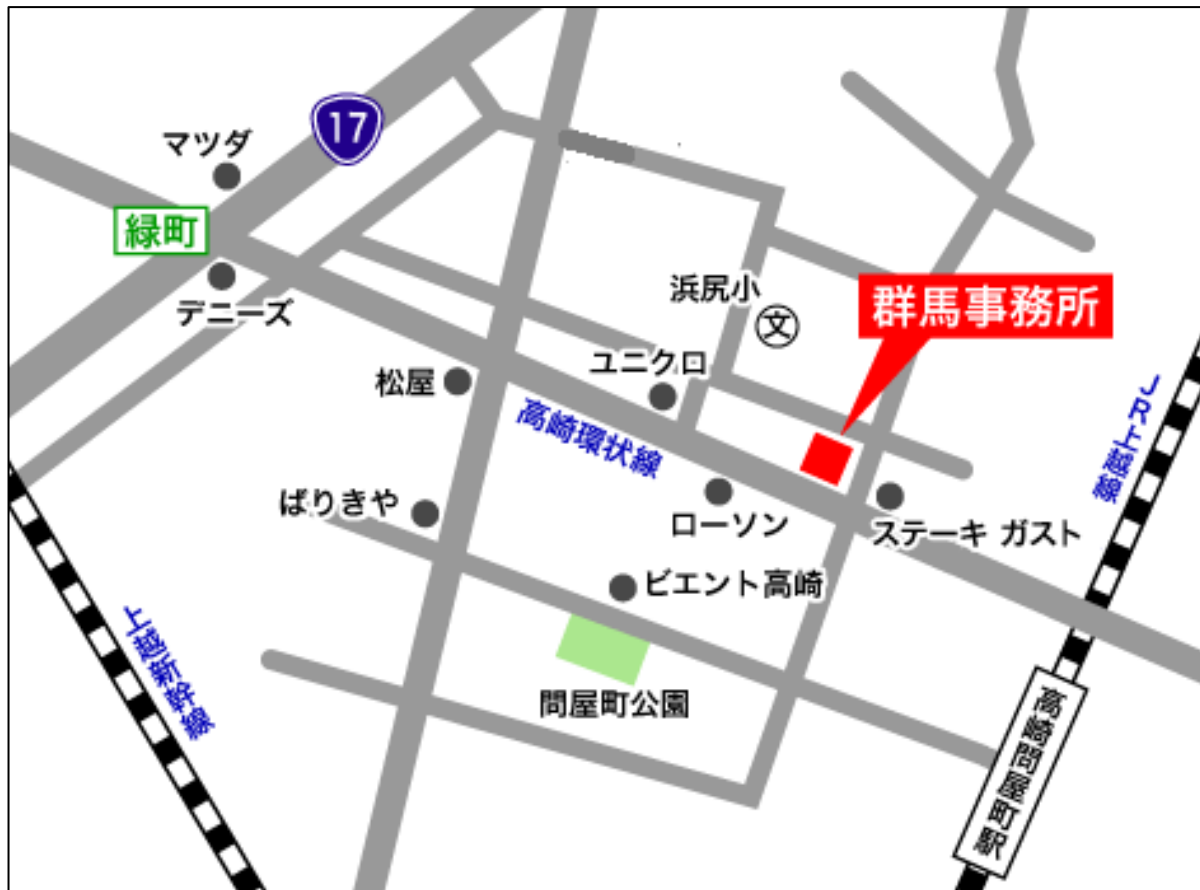 17
マツダ
緑町
デニーズ
浜尻小
文
群馬事務所
ユニクロ
松屋
高崎環状線
JR上越線
ばりきや
ローソン
ステーキ ガスト
ビエント高崎
上越新幹線
問屋町公園
高崎問屋町駅